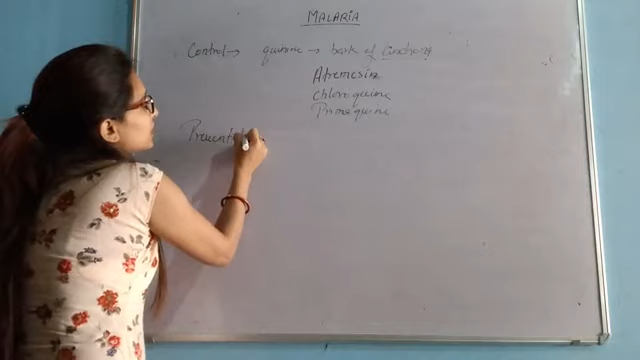 MALARIA
Control → quinine → bark of Cinchona
Artemesin
Chloroquine
Primaquine
Prevent